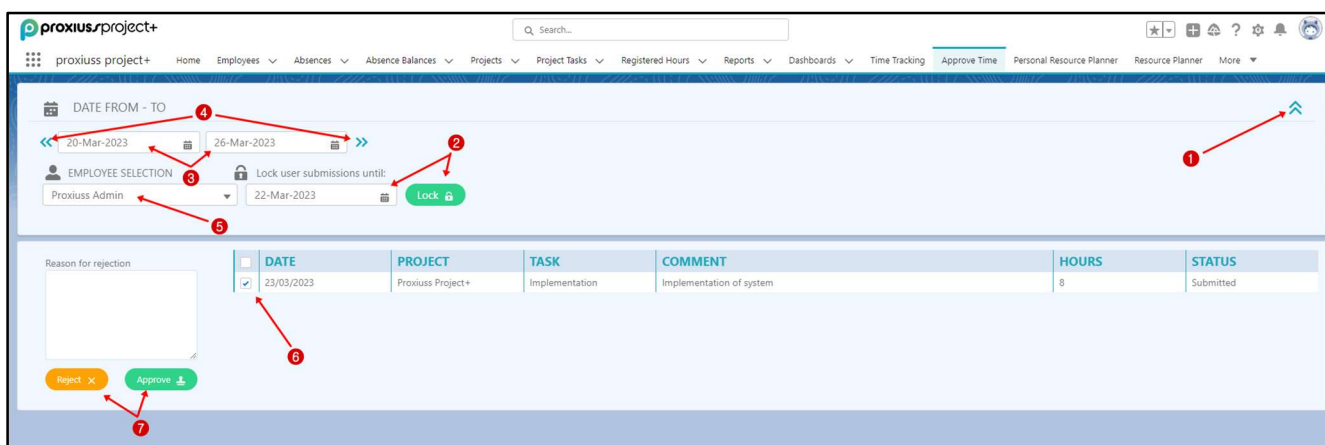 proxiuss project+ Search...
proxiuss project+ Home Employees Absences Absence Balances Projects Project Tasks Registered Hours Reports Dashboards Time Tracking Approve Time Personal Resource Planner Resource Planner More
DATE FROM - TO
4
20-Mar-2023 26-Mar-2023
2
1
3
EMPLOYEE SELECTION Lock user submissions until:
Proxiuss Admin 22-Mar-2023 Lock
5
Reason for rejection
DATE PROJECT TASK COMMENT HOURS STATUS
23/03/2023 Proxiuss Project+ Implementation Implementation of system 8 Submitted
6
Reject Approve
7